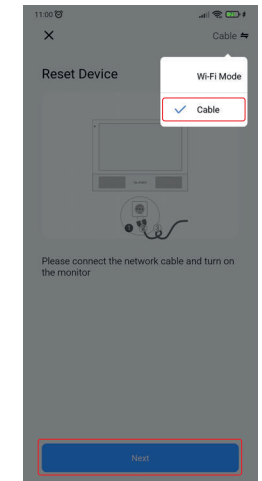 11:00
Cable
Reset Device
Wi-Fi Mode
Cable
Please connect the network cable and turn on
the monitor
Next